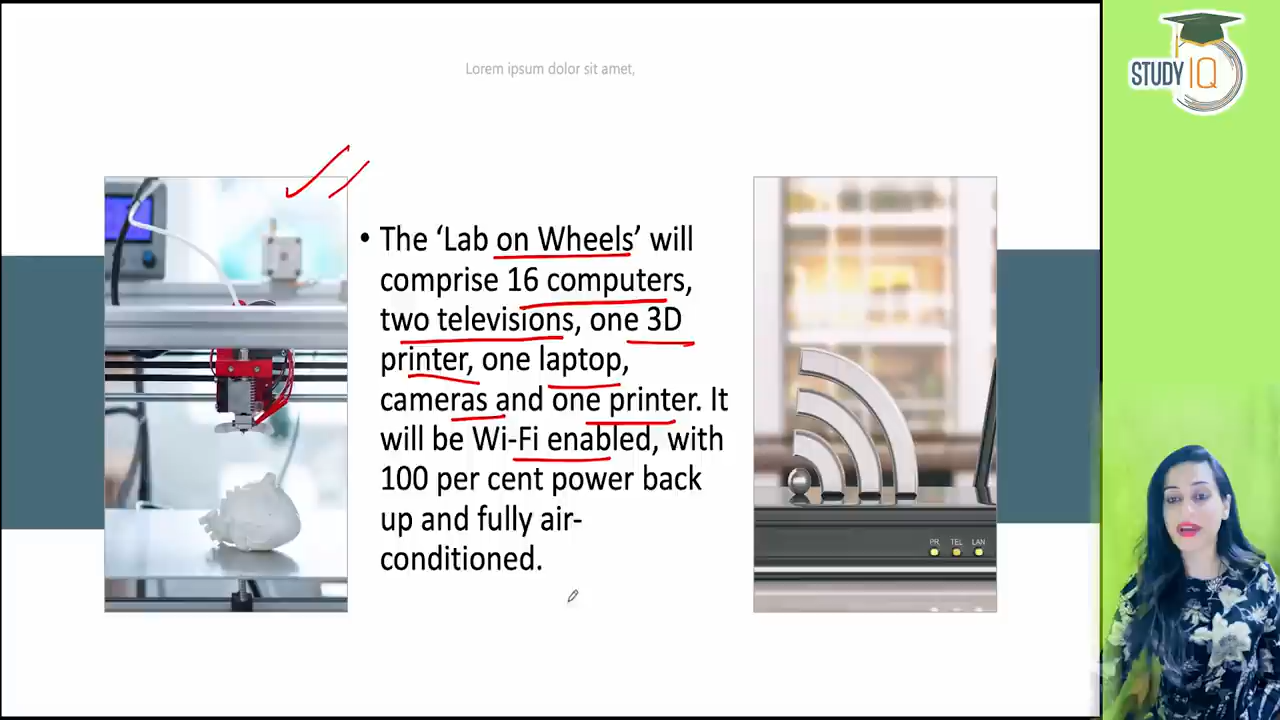 Lorem ipsum dolor sit amet,
STUDY IQ
• The ‘Lab on Wheels’ will
comprise 16 computers,
two televisions, one 3D
printer, one laptop,
cameras and one printer. It
will be Wi-Fi enabled, with
100 per cent power back
up and fully air-
conditioned.
PR TEL LAN